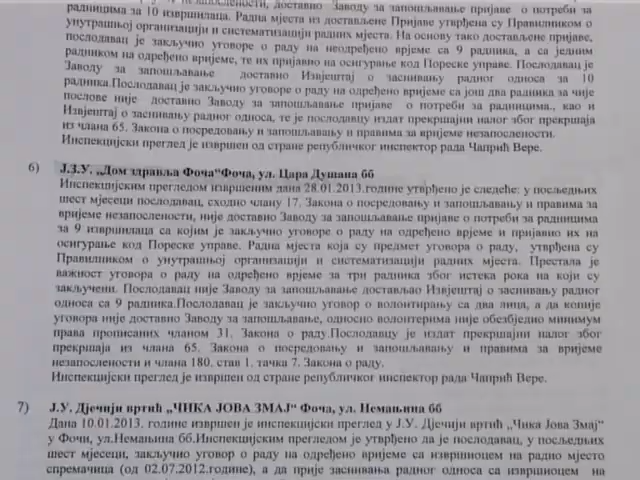 незапослености, доставио Заводу за запошљавање пријаве о потреби за
радницима за 10 извршилаца. Радна мјеста из достављене Пријаве утврђена су Правилником о
унутрашњој организацији и систематизацији радних мјеста. На основу тако достављене пријаве,
послодавац је закључио уговоре о раду на неодређено вријеме са 9 радника, а са једним
радником на одређено вријеме, те их пријавио на осигурање код Пореске управе. Послодавац је
Заводу за запошљавање доставио Извјештај о заснивању радног односа за 10
радника.Послодавац је закључио уговоре о раду на одређено вријеме са још два радника за чије
послове није доставио Заводу за запошљавање пријаве о потреби за радницима., као и
Извјештај о заснивању радног односа, те је послодавцу издат прекршајни налог због прекршаја
из члана 65. Закона о посредовању и запошљавању и правима за вријеме незапослености.
Инспекцијски преглед је извршен од стране републичког инспектор рада Чапрић Вере.
6) Ј.З.У. „Дом здравља Фоча“Фоча, ул. Цара Душана бб
Инспекцијским прегледом извршеним дана 28.01.2013.године утврђено је следеће: у посљедњих
шест мјесеци послодавац, сходно члану 17. Закона о посредовању и запошљавању и правима за
вријеме незапослености, није доставио Заводу за запошљавање пријаве о потреби за радницима
за 9 извршилаца са којим је закључио уговоре о раду на одређено вријеме и пријавио их на
осигурање код Пореске управе. Радна мјеста која су предмет уговора о раду, утврђена су
Правилником о унутрашњој организацији и систематизацији радних мјеста. Престала је
важност уговора о раду на одређено врјеме за три радника због истека рока на који су
закључени. Послодавац није Заводу за запошљавање достављао Извјештај о заснивању радног
односа са 9 радника.Послодавац је закључио уговор о волонтирању са два лица, а да копије
уговора није доставио Заводу за запошљавање, односно волонтерима није обезбједио минимум
права прописаних чланом 31. Закона о раду.Послодавцу је издат прекршајни налог због
прекршаја из члана 65. Закона о посредовању и запошљавању и правима за вријеме
незапослености и члана 180. став 1. тачка 7. Закона о раду.
Инспекцијски преглед је извршен од стране републичког инспектор рада Чапрић Вере.
7) Ј.У. Дјечији вртић „ЧИКА ЈОВА ЗМАЈ“ Фоча, ул. Немањина бб
Дана 10.01.2013. године извршен је инспекцијски преглед у Ј.У. Дјечији вртић „Чика Јова Змај“
у Фочи, ул.Немањина бб.Инспекцијским прегледом је утврђено да је послодавац, у посљедњих
шест мјесеци, закључио уговор о раду на одређено вријеме са извршиоцем на радно мјесто
спремачица (од 02.07.2012.године), а да прије заснивања радног односа са извршиоцем на